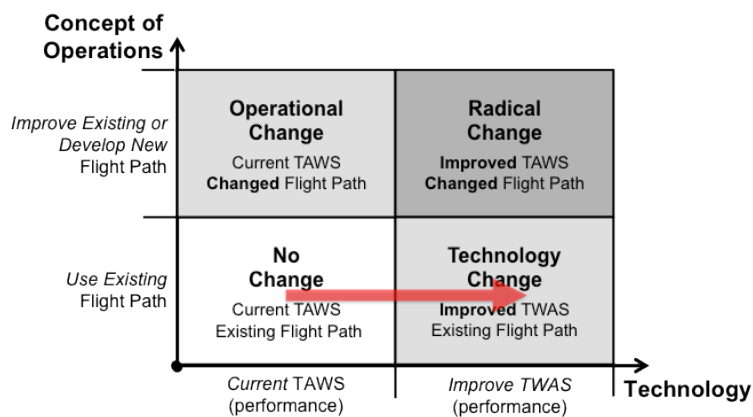 Concept of
Operations
Improve Existing or
Develop New
Flight Path
Operational
Change
Current TAWS
Changed Flight Path
Radical
Change
Improved TAWS
Changed Flight Path
Use Existing
Flight Path
No
Change
Current TAWS
Existing Flight Path
Technology
Change
Improved TWAS
Existing Flight Path
Current TAWS
(performance)
Improve TWAS
(performance)
Technology